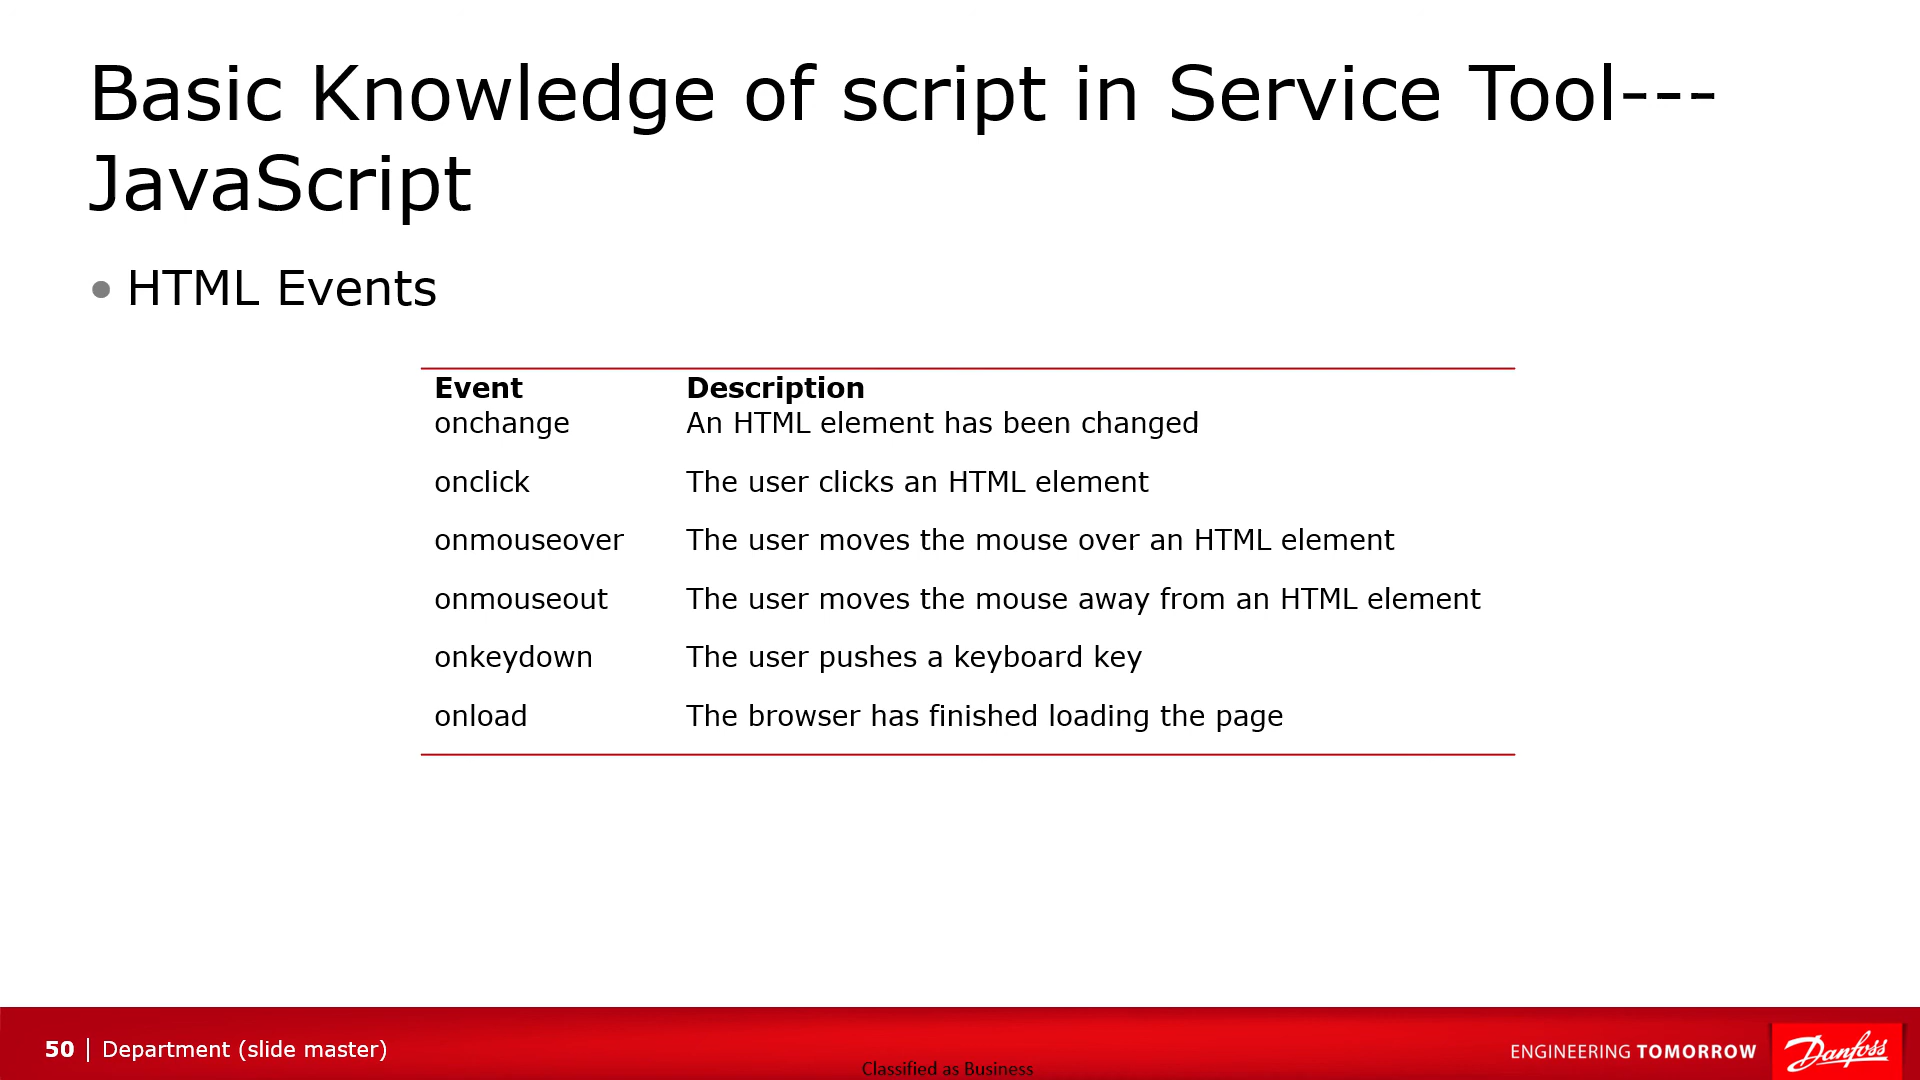 Basic Knowledge of script in Service Tool---
JavaScript
• HTML Events
Event Description
onchange An HTML element has been changed
onclick The user clicks an HTML element
onmouseover The user moves the mouse over an HTML element
onmouseout The user moves the mouse away from an HTML element
onkeydown The user pushes a keyboard key
onload The browser has finished loading the page
50 | Department (slide master)
Classified as Business
ENGINEERING TOMORROW
Danfoss